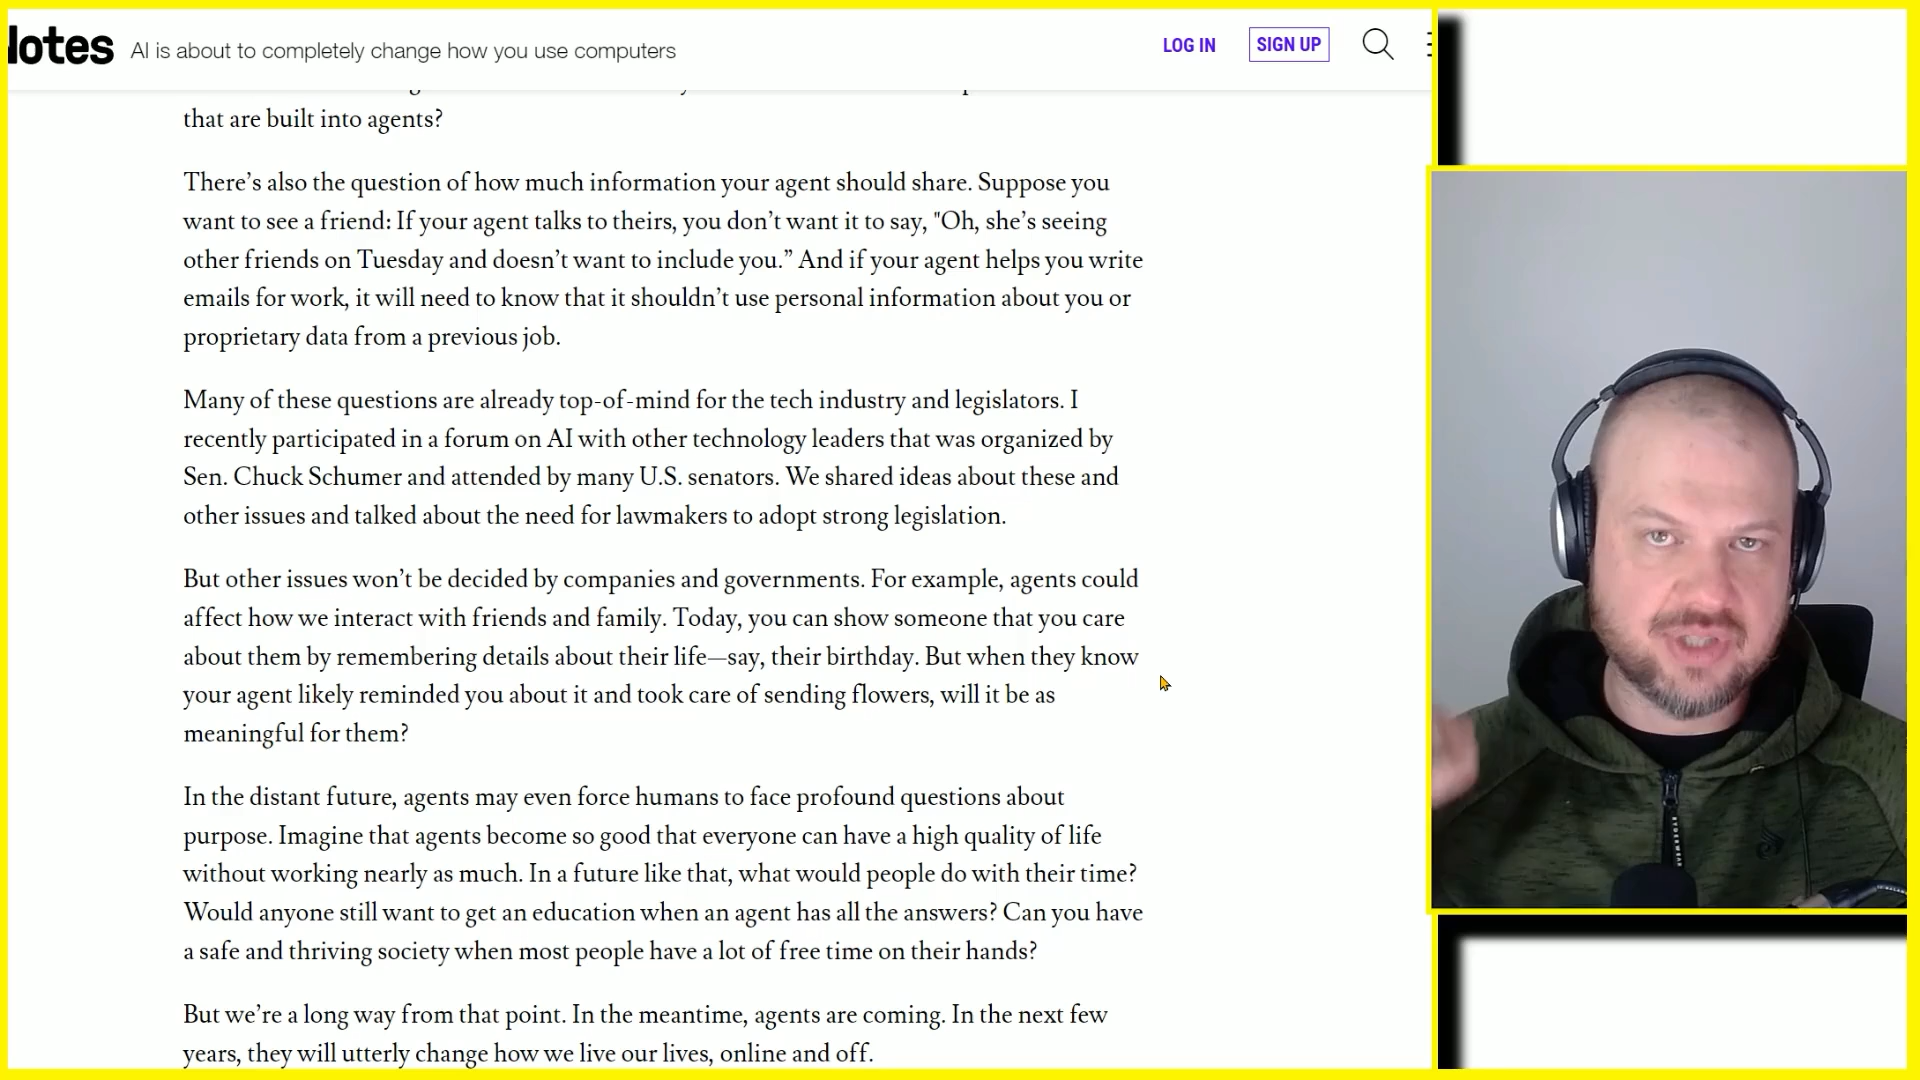 Notes AI is about to completely change how you use computers LOG IN SIGN UP
that are built into agents?
There’s also the question of how much information your agent should share. Suppose you
want to see a friend: If your agent talks to theirs, you don’t want it to say, "Oh, she’s seeing
other friends on Tuesday and doesn’t want to include you.” And if your agent helps you write
emails for work, it will need to know that it shouldn’t use personal information about you or
proprietary data from a previous job.
Many of these questions are already top-of-mind for the tech industry and legislators. I
recently participated in a forum on AI with other technology leaders that was organized by
Sen. Chuck Schumer and attended by many U.S. senators. We shared ideas about these and
other issues and talked about the need for lawmakers to adopt strong legislation.
But other issues won’t be decided by companies and governments. For example, agents could
affect how we interact with friends and family. Today, you can show someone that you care
about them by remembering details about their life—say, their birthday. But when they know
your agent likely reminded you about it and took care of sending flowers, will it be as
meaningful for them?
In the distant future, agents may even force humans to face profound questions about
purpose. Imagine that agents become so good that everyone can have a high quality of life
without working nearly as much. In a future like that, what would people do with their time?
Would anyone still want to get an education when an agent has all the answers? Can you have
a safe and thriving society when most people have a lot of free time on their hands?
But we’re a long way from that point. In the meantime, agents are coming. In the next few
years, they will utterly change how we live our lives, online and off.